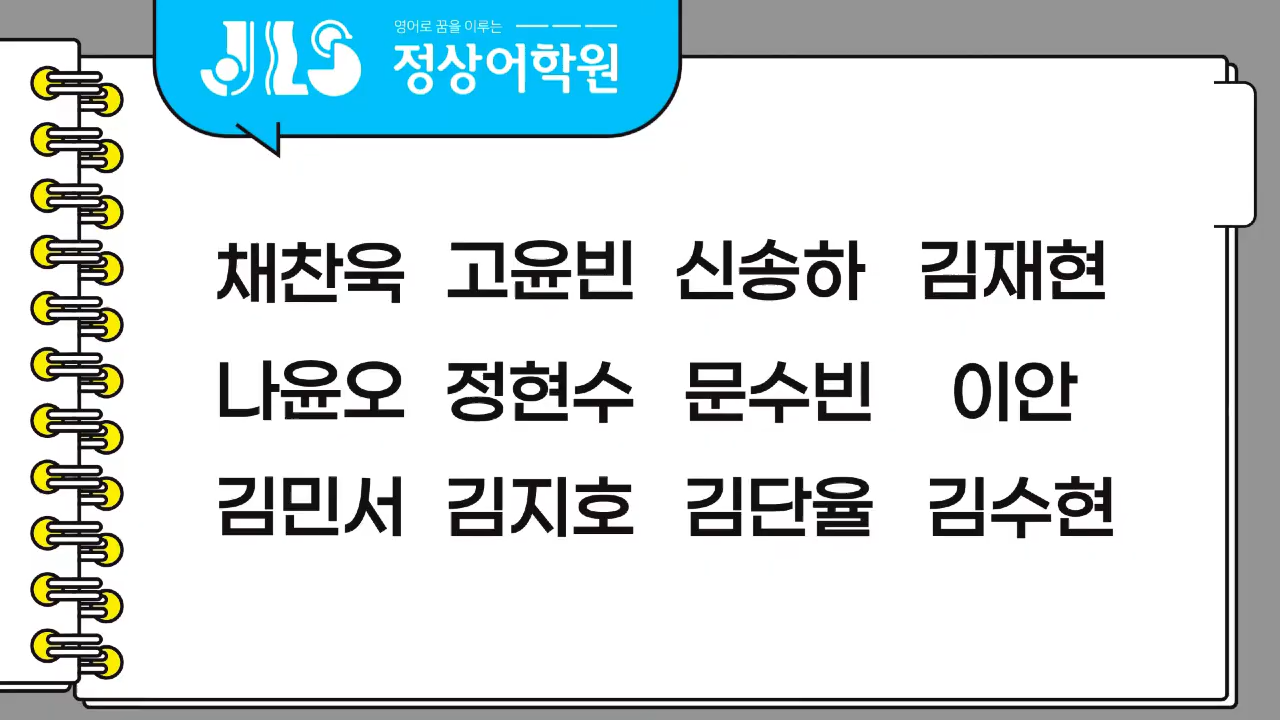 JLS
영어로 꿈을 이루는
정상어학원
채찬욱 고윤빈 신송하 김재현
나윤오 정현수 문수빈 이안
김민서 김지호 김단율 김수현